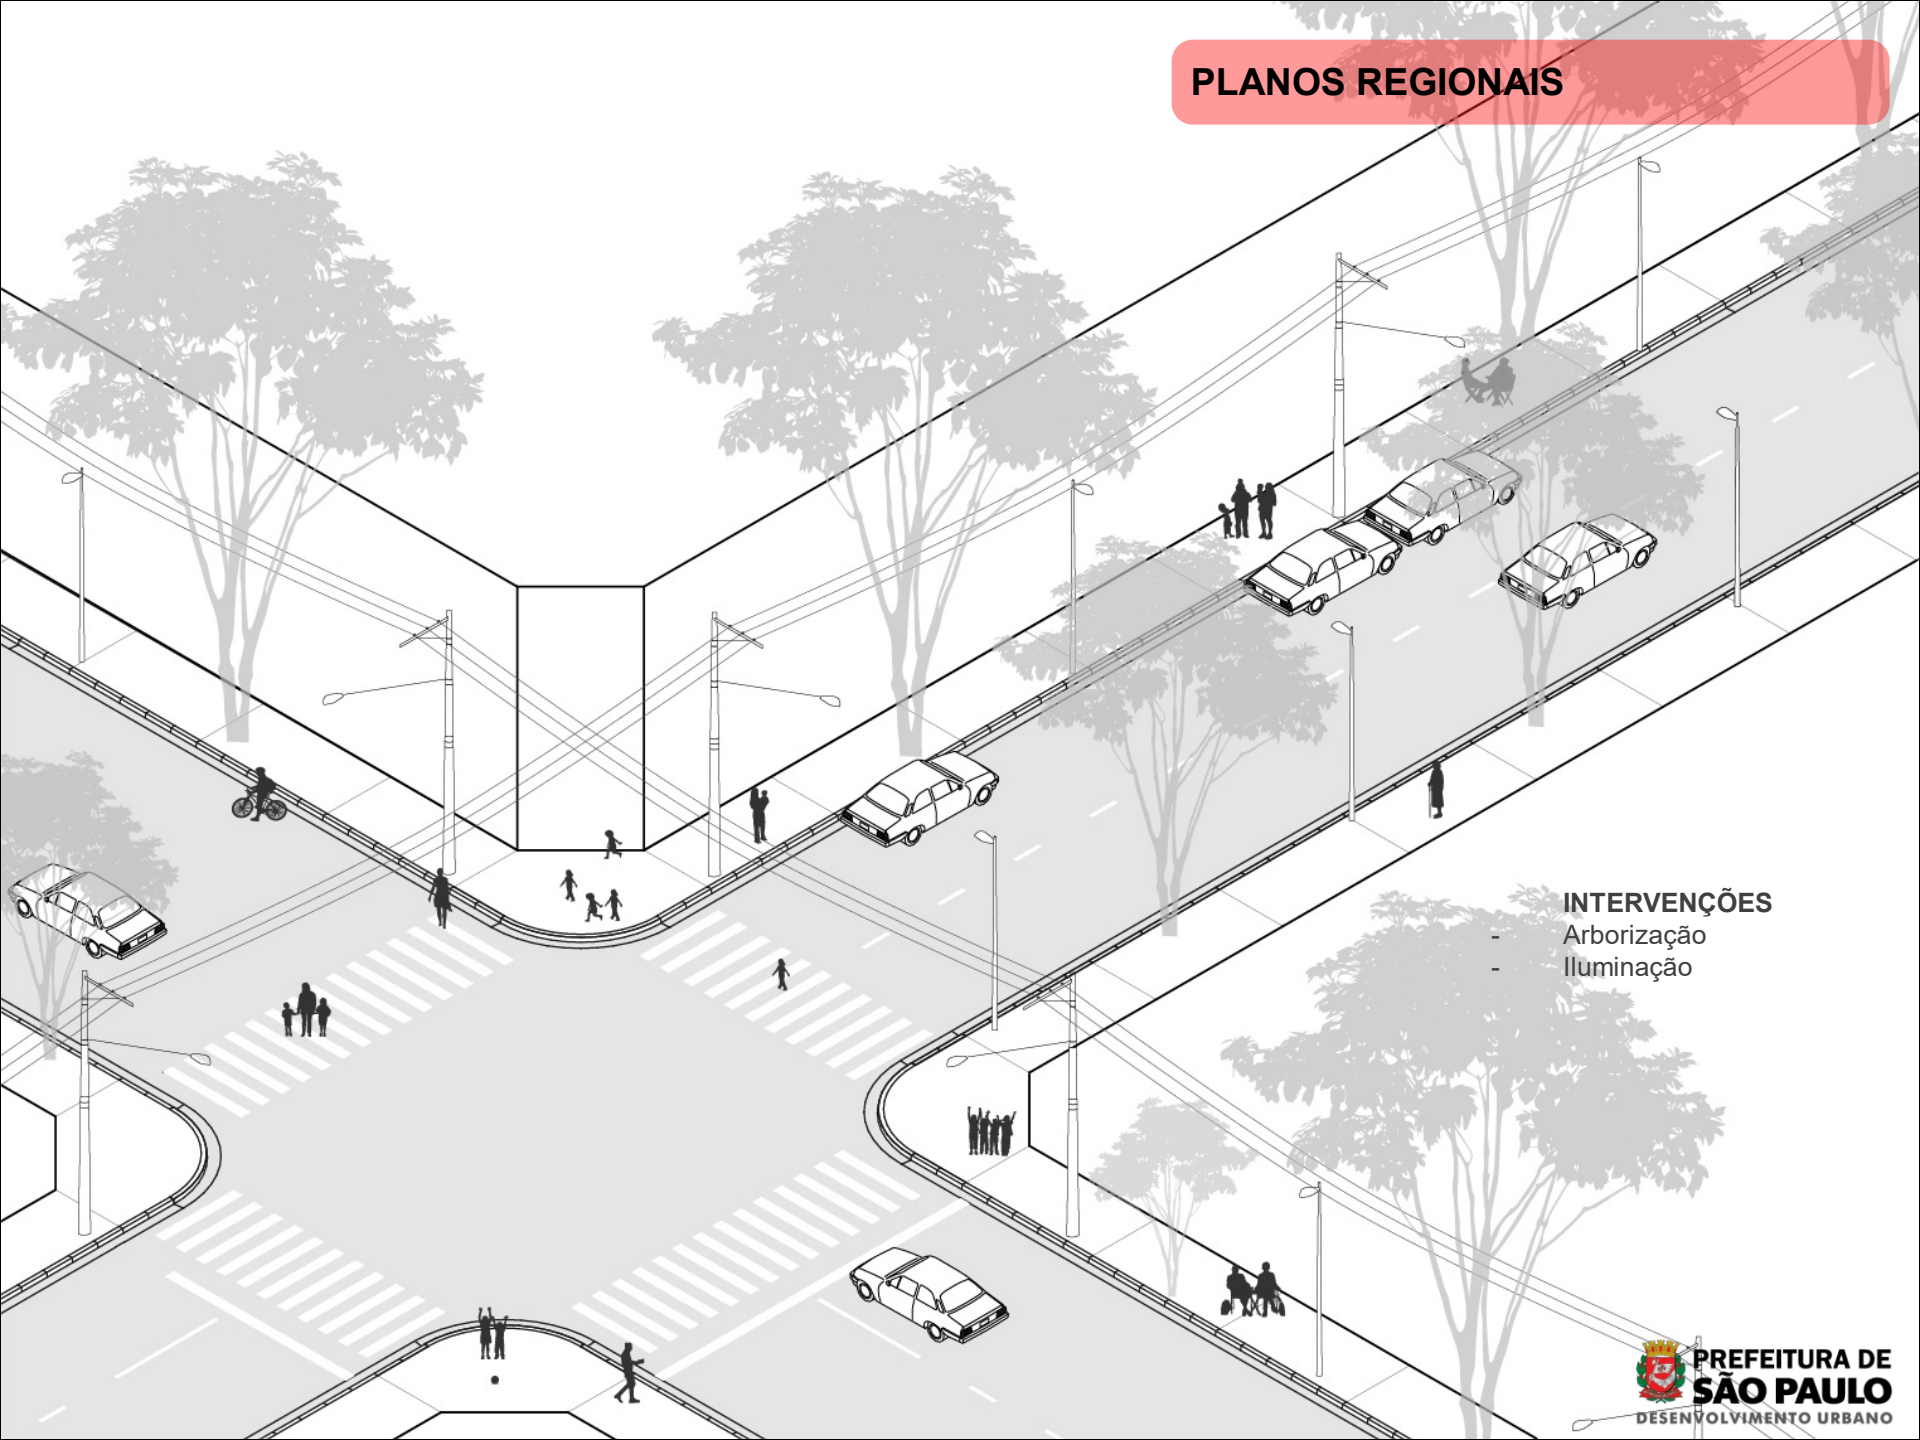 PLANOS REGIONAIS
INTERVENÇÕES
- Arborização
- Iluminação
PREFEITURA DE
SÃO PAULO
DESENVOLVIMENTO URBANO